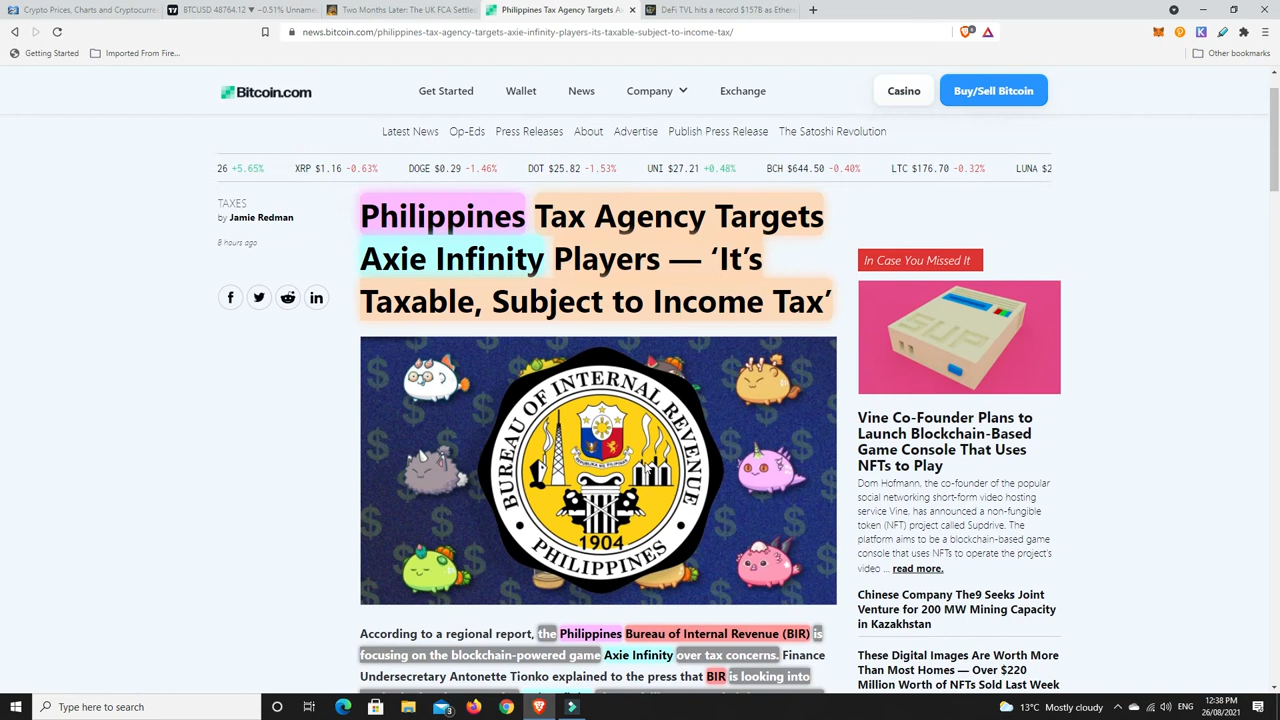 Crypto Prices, Charts and Cryptocurr
BTCUSD 48764.12 ▼ −0.51% Unname
Two Months Later: The UK FCA Settle
Philippines Tax Agency Targets A
DeFi TVL hits a record $157B as Ether
news.bitcoin.com/philippines-tax-agency-targets-axie-infinity-players-its-taxable-subject-to-income-tax/
Getting Started
Imported From Fire...
Other bookmarks
Bitcoin.com
Get Started
Wallet
News
Company
Exchange
Casino
Buy/Sell Bitcoin
Latest News
Op-Eds
Press Releases
About
Advertise
Publish Press Release
The Satoshi Revolution
26 +5.65%
XRP $1.16 -0.63%
DOGE $0.29 -1.46%
DOT $25.82 -1.53%
UNI $27.21 +0.48%
BCH $644.50 -0.40%
LTC $176.70 -0.32%
LUNA $2
TAXES
by Jamie Redman
8 hours ago
Philippines Tax Agency Targets
Axie Infinity Players — ‘It’s
Taxable, Subject to Income Tax’
BUREAU OF INTERNAL REVENUE
1904
PHILIPPINES
According to a regional report, the Philippines Bureau of Internal Revenue (BIR) is
focusing on the blockchain-powered game Axie Infinity over tax concerns. Finance
Undersecretary Antonette Tionko explained to the press that BIR is looking into
In Case You Missed It
SUP
Vine Co-Founder Plans to
Launch Blockchain-Based
Game Console That Uses
NFTs to Play
Dom Hofmann, the co-founder of the popular
social networking short-form video hosting
service Vine, has announced a non-fungible
token (NFT) project called Supdrive. The
platform aims to be a blockchain-based game
console that uses NFTs to operate the project's
video ... read more.
Chinese Company The9 Seeks Joint
Venture for 200 MW Mining Capacity
in Kazakhstan
These Digital Images Are Worth More
Than Most Homes — Over $220
Million Worth of NFTs Sold Last Week
Type here to search
13°C Mostly cloudy
ENG
12:38 PM
26/08/2021